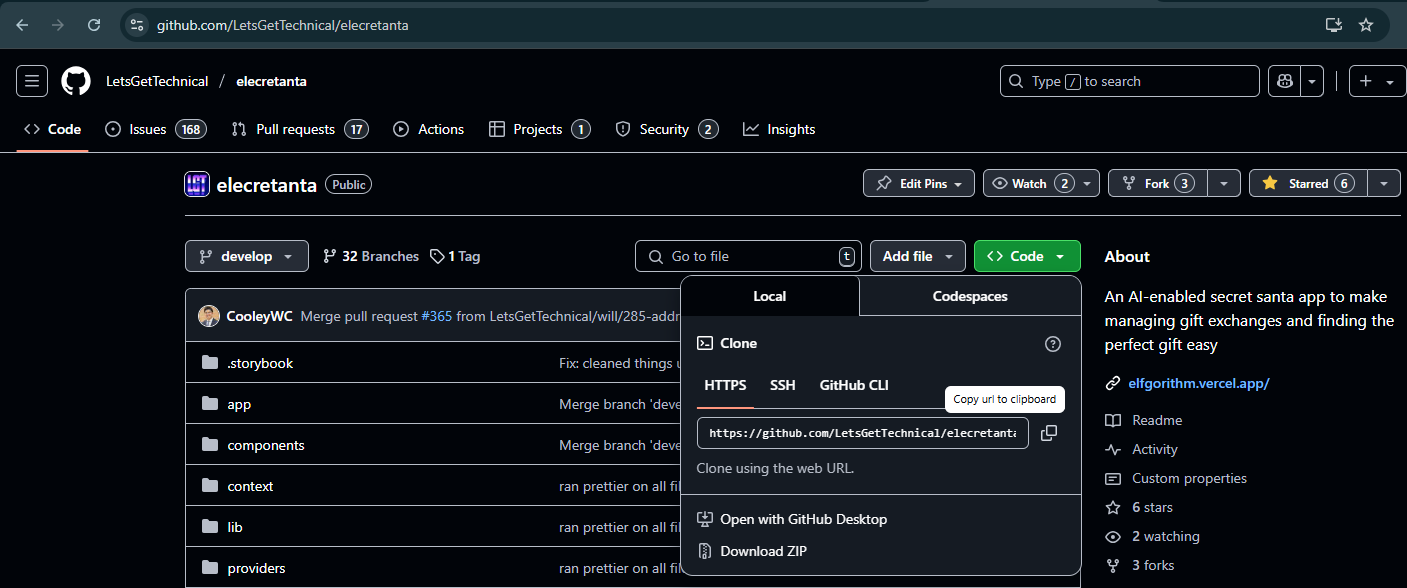 github.com/LetsGetTechnical/elecretanta
LetsGetTechnical / elecretanta
Type / to search
Code Issues 168 Pull requests 17 Actions Projects 1 Security 2 Insights
LGT elecretanta Public
Edit Pins Watch 2 Fork 3 Starred 6
develop 32 Branches 1 Tag
Go to file t
Add file
Code
Local Codespaces
Clone
HTTPS SSH GitHub CLI
Copy url to clipboard
https://github.com/LetsGetTechnical/elecretanta
Clone using the web URL.
Open with GitHub Desktop
Download ZIP
CooleyWC Merge pull request #365 from LetsGetTechnical/will/285-addr
.storybook Fix: cleaned things u
app Merge branch 'deve
components Merge branch 'deve
context ran prettier on all fil
lib ran prettier on all fil
providers ran prettier on all fil
About
An AI-enabled secret santa app to make
managing gift exchanges and finding the
perfect gift easy
elfgorithm.vercel.app/
Readme
Activity
Custom properties
6 stars
2 watching
3 forks